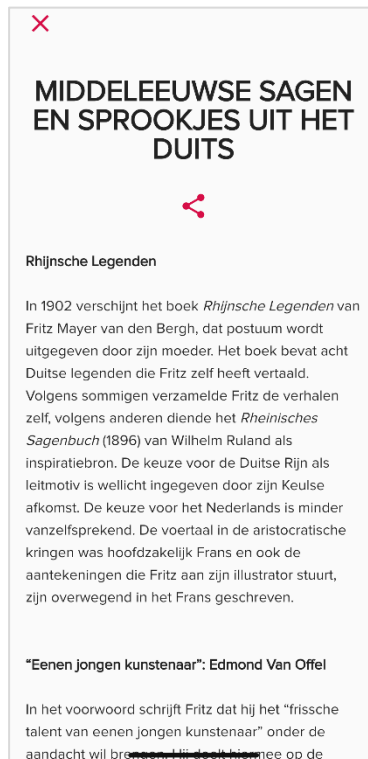 MIDDELEEUWSE SAGEN
EN SPROOKJES UIT HET
DUITS
Rhijnsche Legenden
In 1902 verschijnt het boek Rhijnsche Legenden van
Fritz Mayer van den Bergh, dat postuum wordt
uitgegeven door zijn moeder. Het boek bevat acht
Duitse legenden die Fritz zelf heeft vertaald.
Volgens sommigen verzamelde Fritz de verhalen
zelf, volgens anderen diende het Rheinisches
Sagenbuch (1896) van Wilhelm Ruland als
inspiratiebron. De keuze voor de Duitse Rijn als
leitmotiv is wellicht ingegeven door zijn Keulse
afkomst. De keuze voor het Nederlands is minder
vanzelfsprekend. De voertaal in de aristocratische
kringen was hoofdzakelijk Frans en ook de
aantekeningen die Fritz aan zijn illustrator stuurt,
zijn overwegend in het Frans geschreven.
“Eenen jongen kunstenaar”: Edmond Van Offel
In het voorwoord schrijft Fritz dat hij het “frissche
talent van eenen jongen kunstenaar” onder de
aandacht wil brengen. Hij doelt hiermee op de